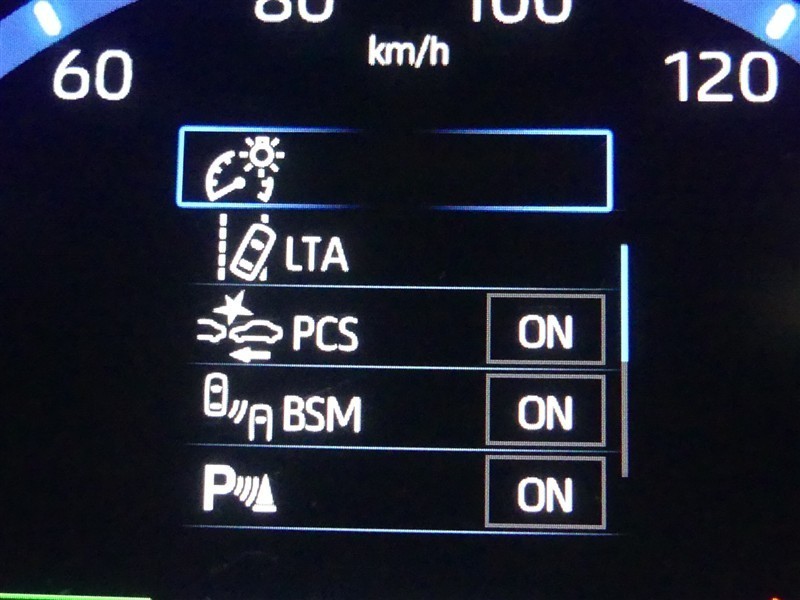 80 100
km/h
60 120
LTA
PCS ON
BSM ON
P ON